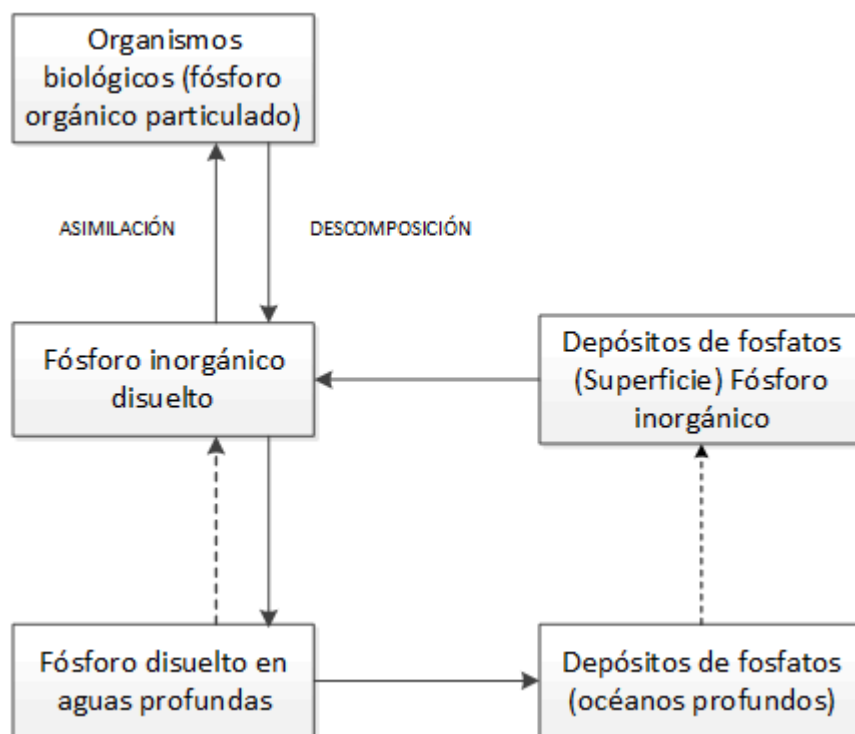 Organismos
biológicos (fósforo
orgánico particulado)
ASIMILACIÓN
DESCOMPOSICIÓN
Fósforo inorgánico
disuelto
Depósitos de fosfatos
(Superficie) Fósforo
inorgánico
Fósforo disuelto en
aguas profundas
Depósitos de fosfatos
(océanos profundos)